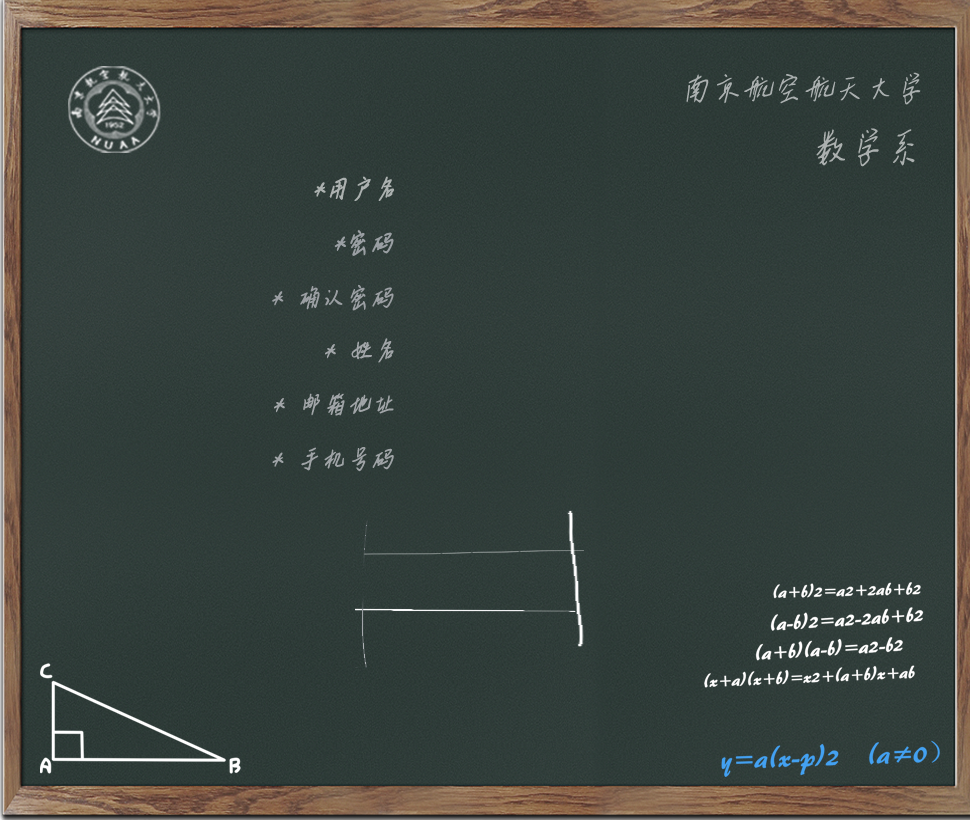 南京航空航天大学
1952
NUAA
南京航空航天大学
数学系
*用户名
*密码
* 确认密码
* 姓名
* 邮箱地址
* 手机号码
(a+b)2=a2+2ab+b2
(a-b)2=a2-2ab+b2
(a+b)(a-b)=a2-b2
(x+a)(x+b)=x2+(a+b)x+ab
C
A
B
y=a(x-p)2 (a≠0)